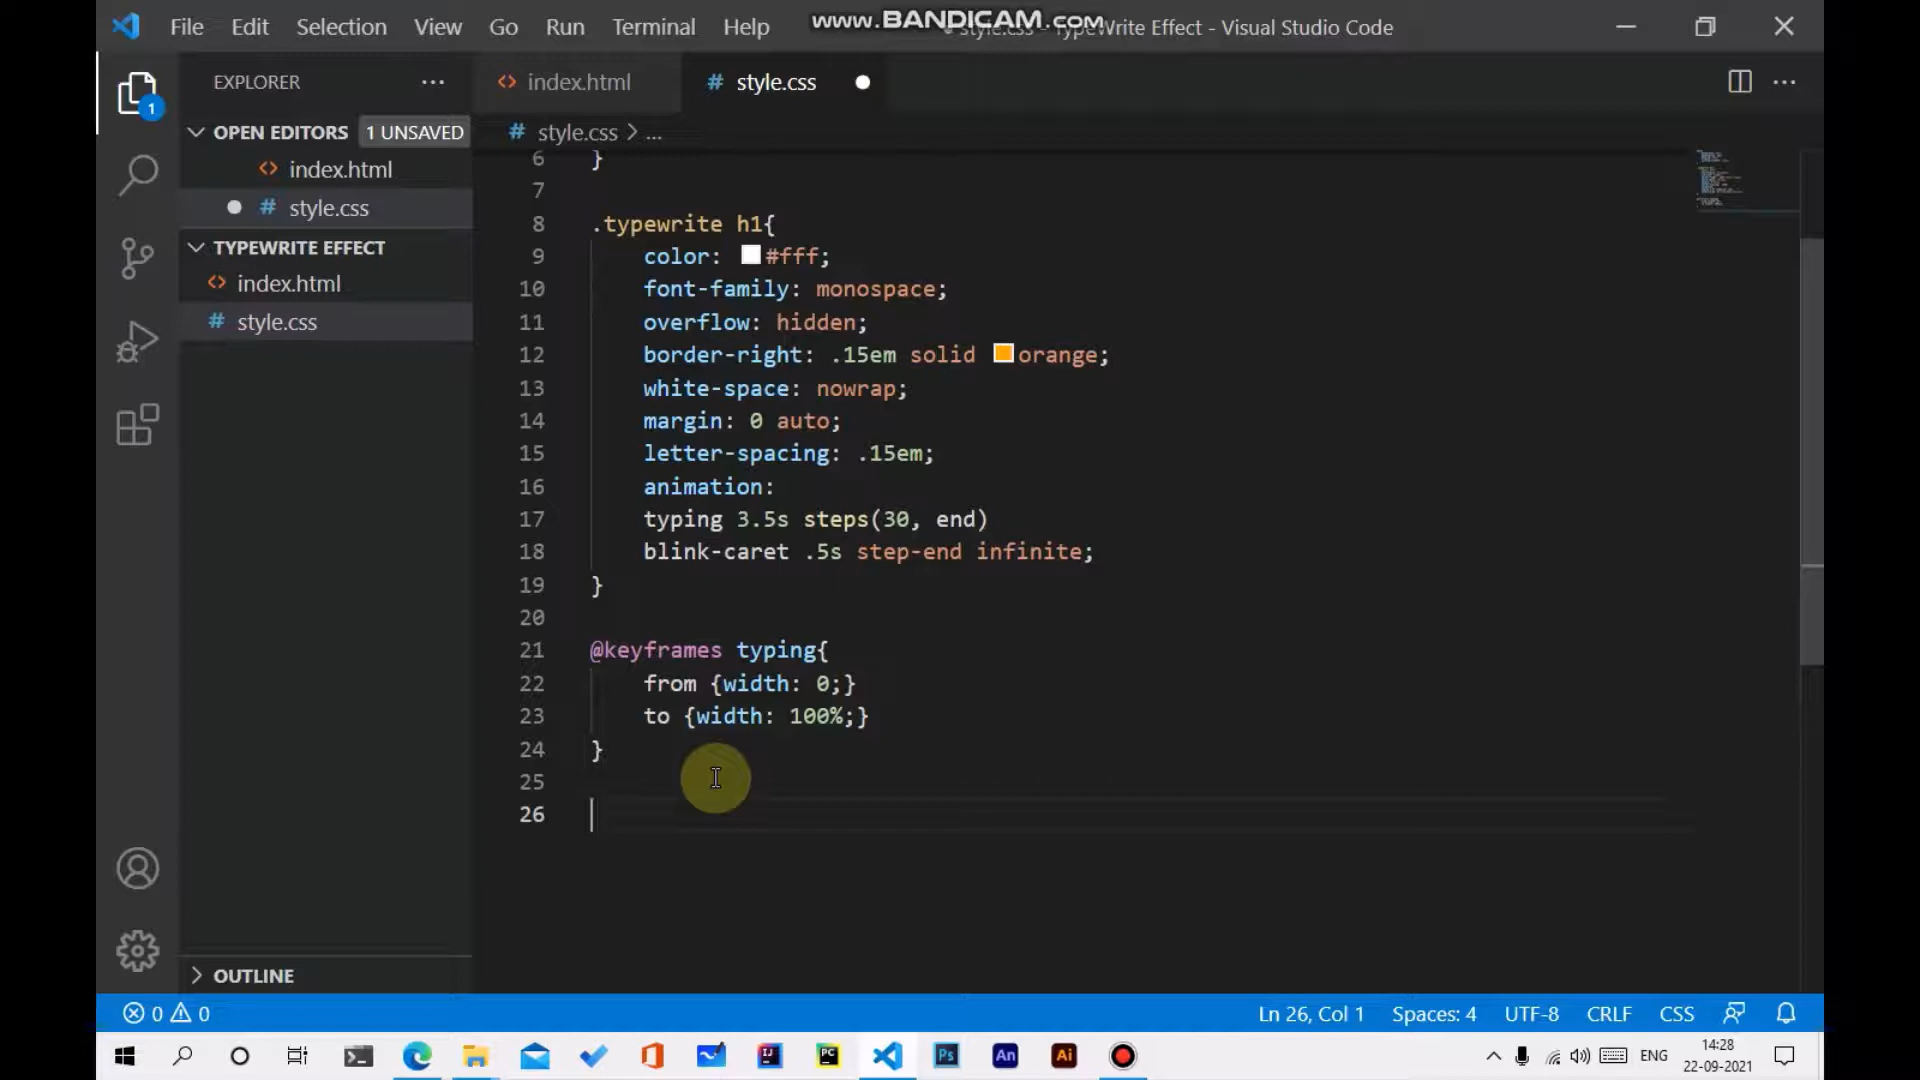 File Edit Selection View Go Run Terminal Help
www.BANDICAM.com
style.css - TypeWrite Effect - Visual Studio Code
EXPLORER ...
index.html
# style.css
OPEN EDITORS 1 UNSAVED
# style.css > ...
index.html
# style.css
TYPEWRITE EFFECT
index.html
# style.css
6 }
7
8 .typewrite h1{
9 color: #fff;
10 font-family: monospace;
11 overflow: hidden;
12 border-right: .15em solid orange;
13 white-space: nowrap;
14 margin: 0 auto;
15 letter-spacing: .15em;
16 animation:
17 typing 3.5s steps(30, end)
18 blink-caret .5s step-end infinite;
19 }
20
21 @keyframes typing{
22 from {width: 0;}
23 to {width: 100%;}
24 }
25
26
1
OUTLINE
0 0
Ln 26, Col 1 Spaces: 4 UTF-8 CRLF CSS
IJ PC Ps An Ai
ENG
14:28
22-09-2021